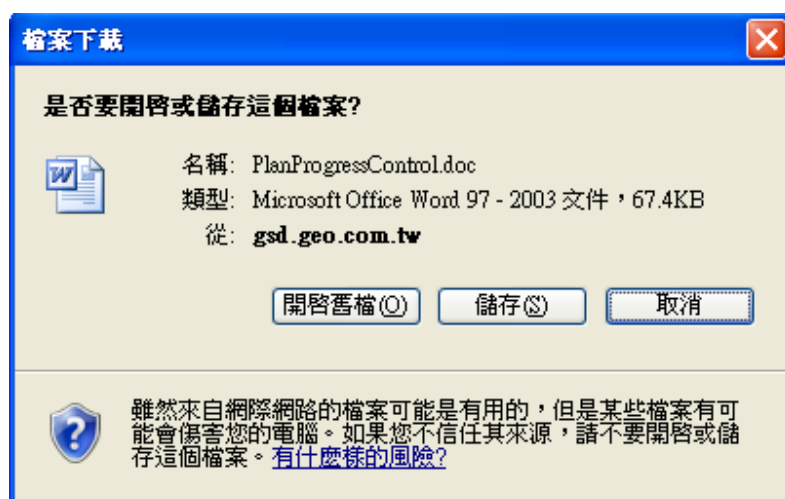 檔案下載
是否要開啟或儲存這個檔案?
名稱: PlanProgressControl.doc
類型: Microsoft Office Word 97 - 2003 文件，67.4KB
從: gsd.geo.com.tw
開啟舊檔(O) 儲存(S) 取消
雖然來自網際網路的檔案可能是有用的，但是某些檔案有可
能會傷害您的電腦。如果您不信任其來源，請不要開啟或儲
存這個檔案。有什麼樣的風險?